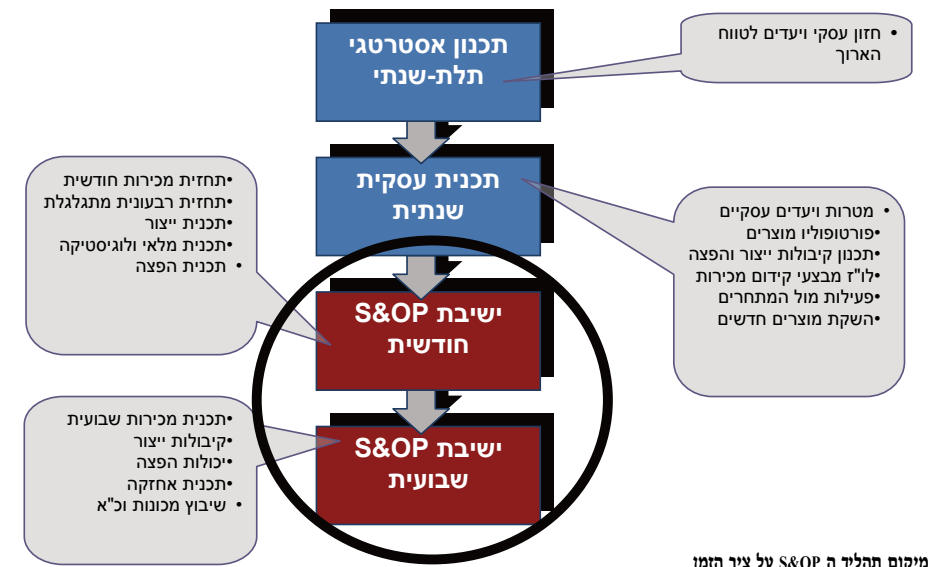 תכנון אסטרטגי
תלת-שנתי
• חזון עסקי ויעדים לטווח
הארוך
תכנית עסקית
שנתית
• מטרות ויעדים עסקיים
•פורטופוליו מוצרים
•תכנון קיבולות ייצור והפצה
•לו"ז מבצעי קידום מכירות
•פעילות מול המתחרים
•השקת מוצרים חדשים
•תחזית מכירות חודשית
•תחזית רבעונית מתגלגלת
•תכנית ייצור
•תכנית מלאי ולוגיסטיקה
• תכנית הפצה
ישיבת S&OP
חודשית
•תכנית מכירות שבועית
•קיבולות ייצור
•יכולות הפצה
•תכנית אחזקה
• שיבוץ מכונות וכ"א
ישיבת S&OP
שבועית
מיקום תהליך ה S&OP על ציר הזמן